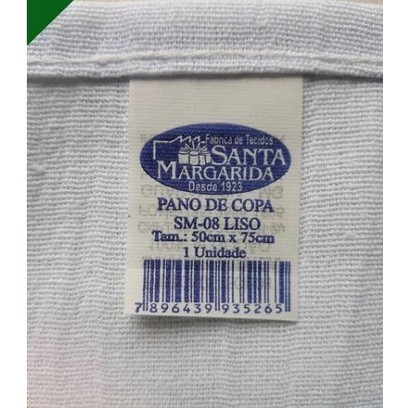 Fabrica de Tecidos
SANTA
MARGARIDA
Desde 1923
PANO DE COPA
SM-08 LISO
Tam.: 50cm x 75cm
1 Unidade
7 896439 935265